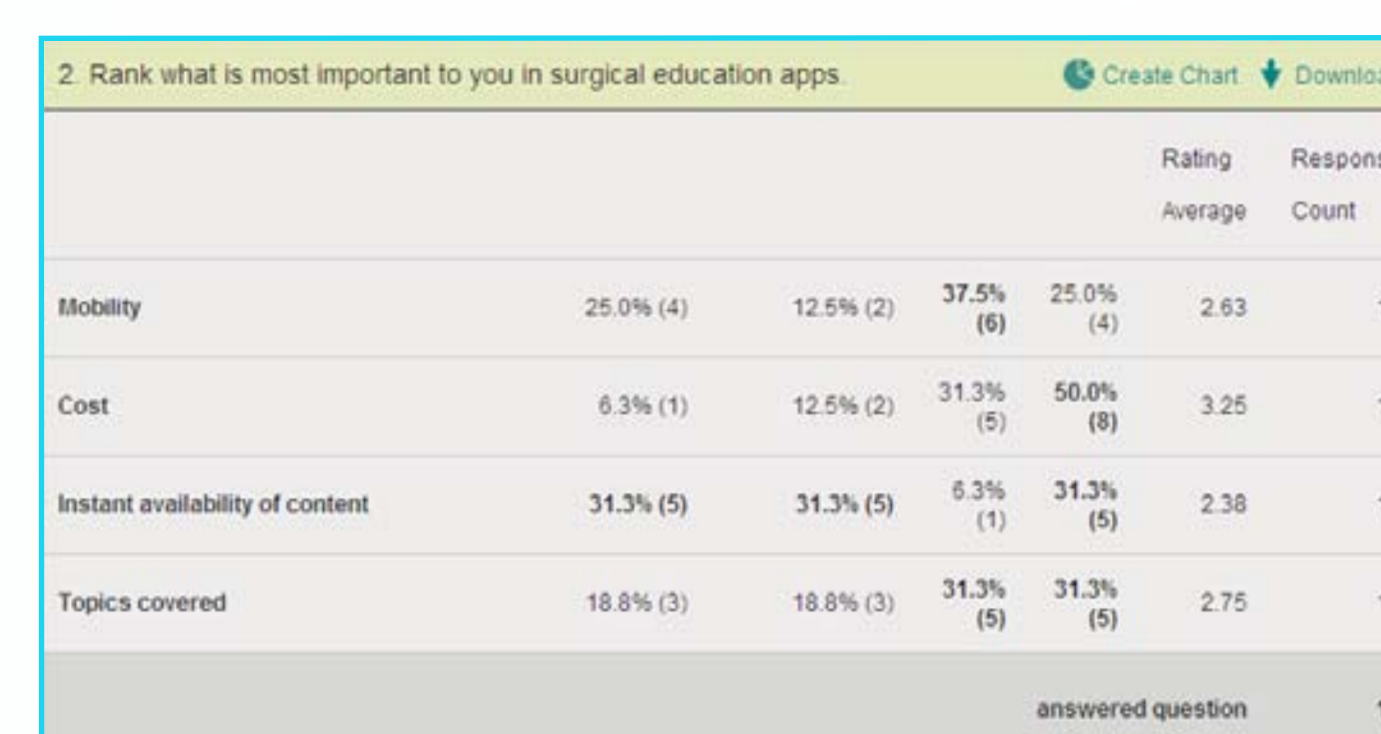 2. Rank what is most important to you in surgical education apps. Create Chart Downloa
Rating Respons
Average Count
Mobility 25.0% (4) 12.5% (2) 37.5% (6) 25.0% (4) 2.63 1
Cost 6.3% (1) 12.5% (2) 31.3% (5) 50.0% (8) 3.25
Instant availability of content 31.3% (5) 31.3% (5) 6.3% (1) 31.3% (5) 2.38
Topics covered 18.8% (3) 18.8% (3) 31.3% (5) 31.3% (5) 2.75
answered question 1